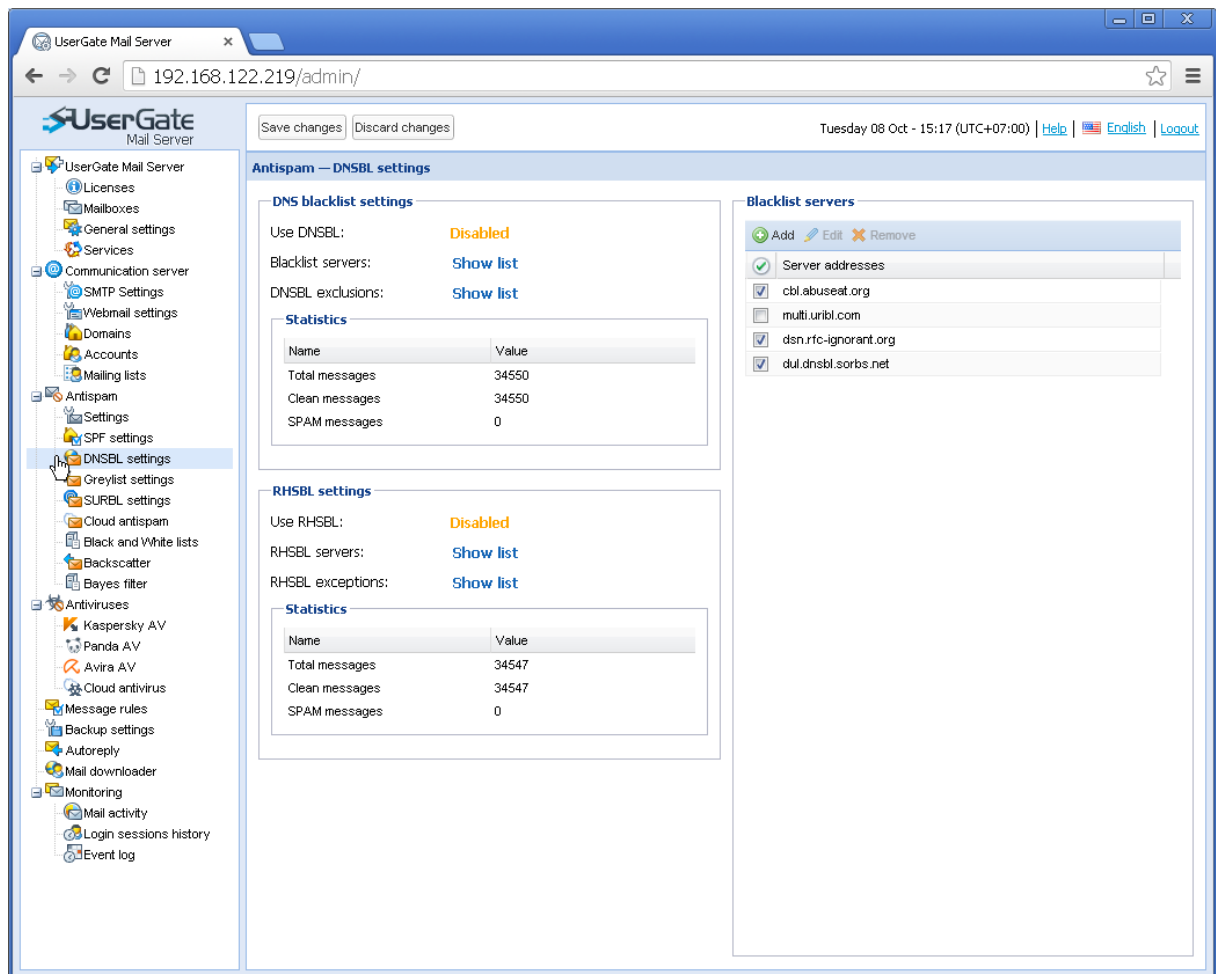 UserGate Mail Server
192.168.122.219/admin/
UserGate
Mail Server
Save changes Discard changes
Tuesday 08 Oct - 15:17 (UTC+07:00) | Help | English | Logout
UserGate Mail Server
Licenses
Mailboxes
General settings
Services
Communication server
SMTP Settings
Webmail settings
Domains
Accounts
Mailing lists
Antispam
Settings
SPF settings
DNSBL settings
Greylist settings
SURBL settings
Cloud antispam
Black and White lists
Backscatter
Bayes filter
Antiviruses
Kaspersky AV
Panda AV
Avira AV
Cloud antivirus
Message rules
Backup settings
Autoreply
Mail downloader
Monitoring
Mail activity
Login sessions history
Event log
Antispam — DNSBL settings
DNS blacklist settings
Use DNSBL: Disabled
Blacklist servers: Show list
DNSBL exclusions: Show list
Statistics
Name Value
Total messages 34550
Clean messages 34550
SPAM messages 0
RHSBL settings
Use RHSBL: Disabled
RHSBL servers: Show list
RHSBL exceptions: Show list
Statistics
Name Value
Total messages 34547
Clean messages 34547
SPAM messages 0
Blacklist servers
Add Edit Remove
Server addresses
cbl.abuseat.org
multi.uribl.com
dsn.rfc-ignorant.org
dul.dnsbl.sorbs.net